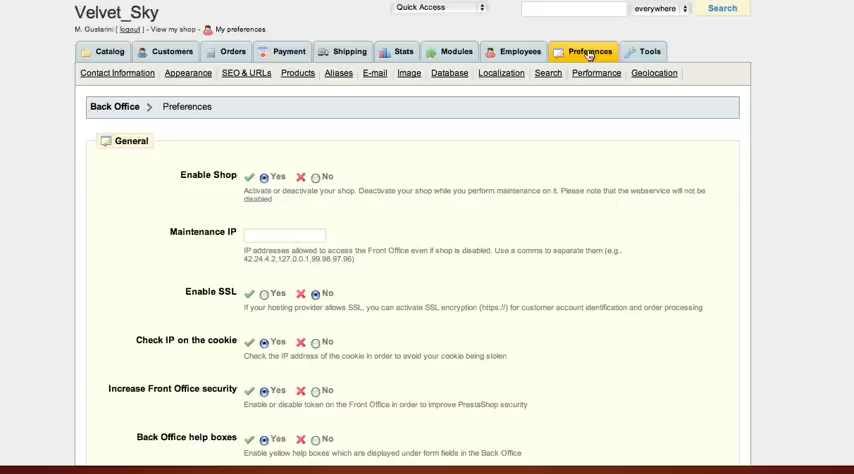 Velvet_Sky
Quick Access
everywhere
Search
M. Gustarini [ logout ] - View my shop - My preferences
Catalog Customers Orders Payment Shipping Stats Modules Employees Preferences Tools
Contact Information Appearance SEO & URLs Products Aliases E-mail Image Database Localization Search Performance Geolocation
Back Office Preferences
General
Enable Shop Yes No
Activate or deactivate your shop. Deactivate your shop while you perform maintenance on it. Please note that the webservice will not be
disabled
Maintenance IP
IP addresses allowed to access the Front Office even if shop is disabled. Use a comma to separate them (e.g.,
42.24.4.2,127.0.0.1,99.98.97.96)
Enable SSL Yes No
If your hosting provider allows SSL, you can activate SSL encryption (https://) for customer account identification and order processing
Check IP on the cookie Yes No
Check the IP address of the cookie in order to avoid your cookie being stolen
Increase Front Office security Yes No
Enable or disable token on the Front Office in order to improve PrestaShop security
Back Office help boxes Yes No
Enable yellow help boxes which are displayed under form fields in the Back Office